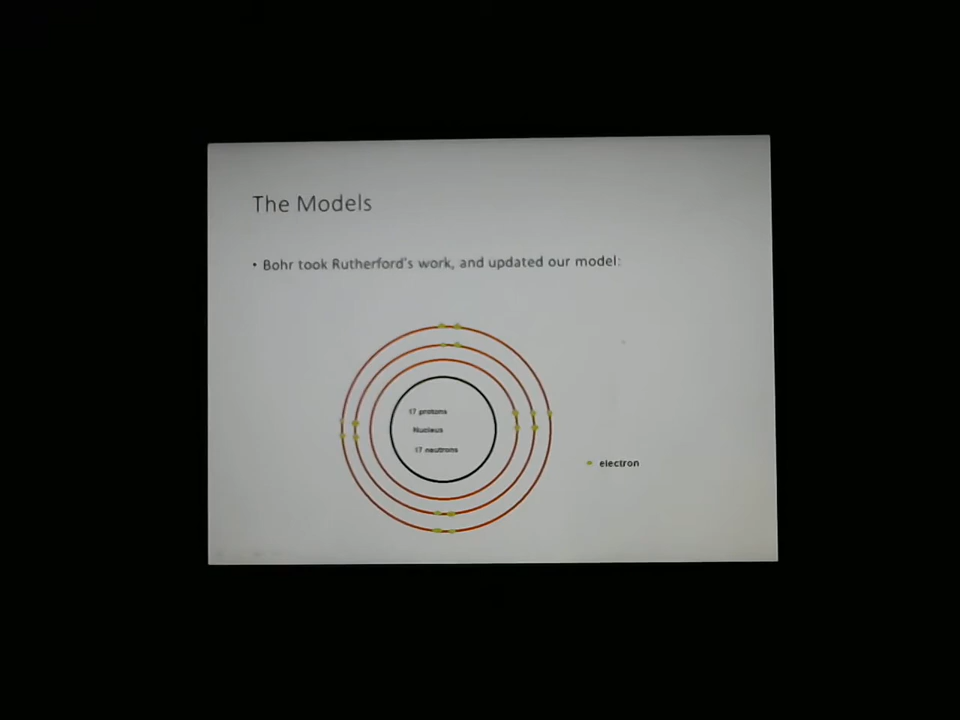 The Models
• Bohr took Rutherford's work, and updated our model:
17 protons
Nucleus
17 neutrons
electron